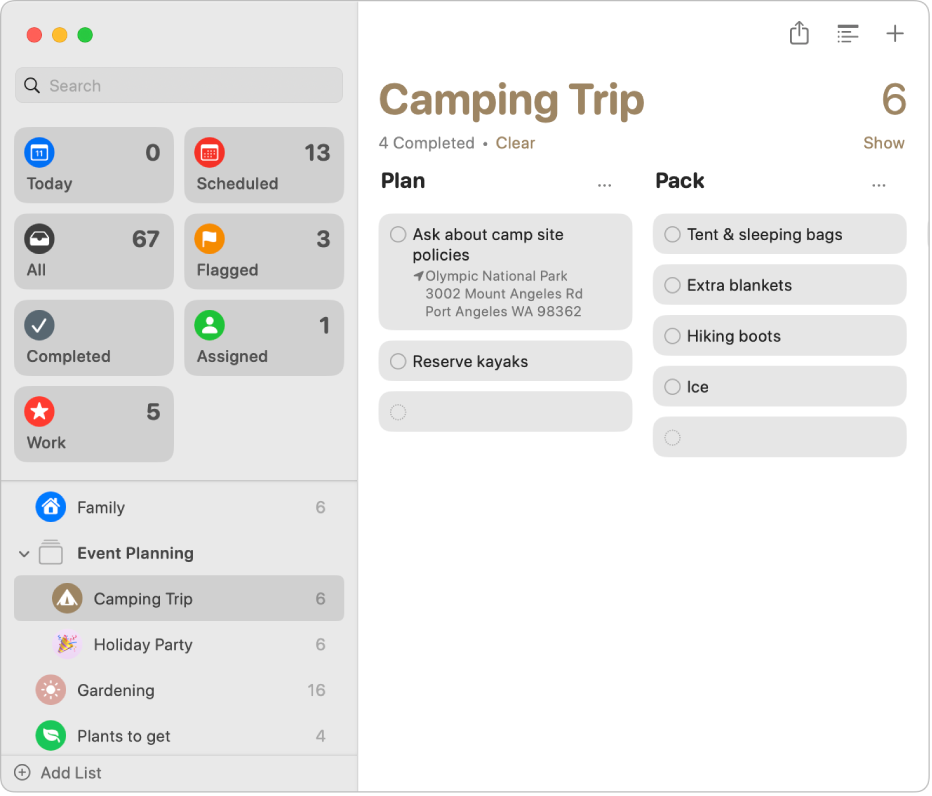 Search
11
0
Today
13
Scheduled
67
All
3
Flagged
Completed
1
Assigned
5
Work
Family 6
Event Planning
Camping Trip 6
Holiday Party 6
Gardening 16
Plants to get 4
Add List
Camping Trip 6
4 Completed • Clear Show
Plan ...
Ask about camp site
policies
Olympic National Park
3002 Mount Angeles Rd
Port Angeles WA 98362
Reserve kayaks
Pack ...
Tent & sleeping bags
Extra blankets
Hiking boots
Ice